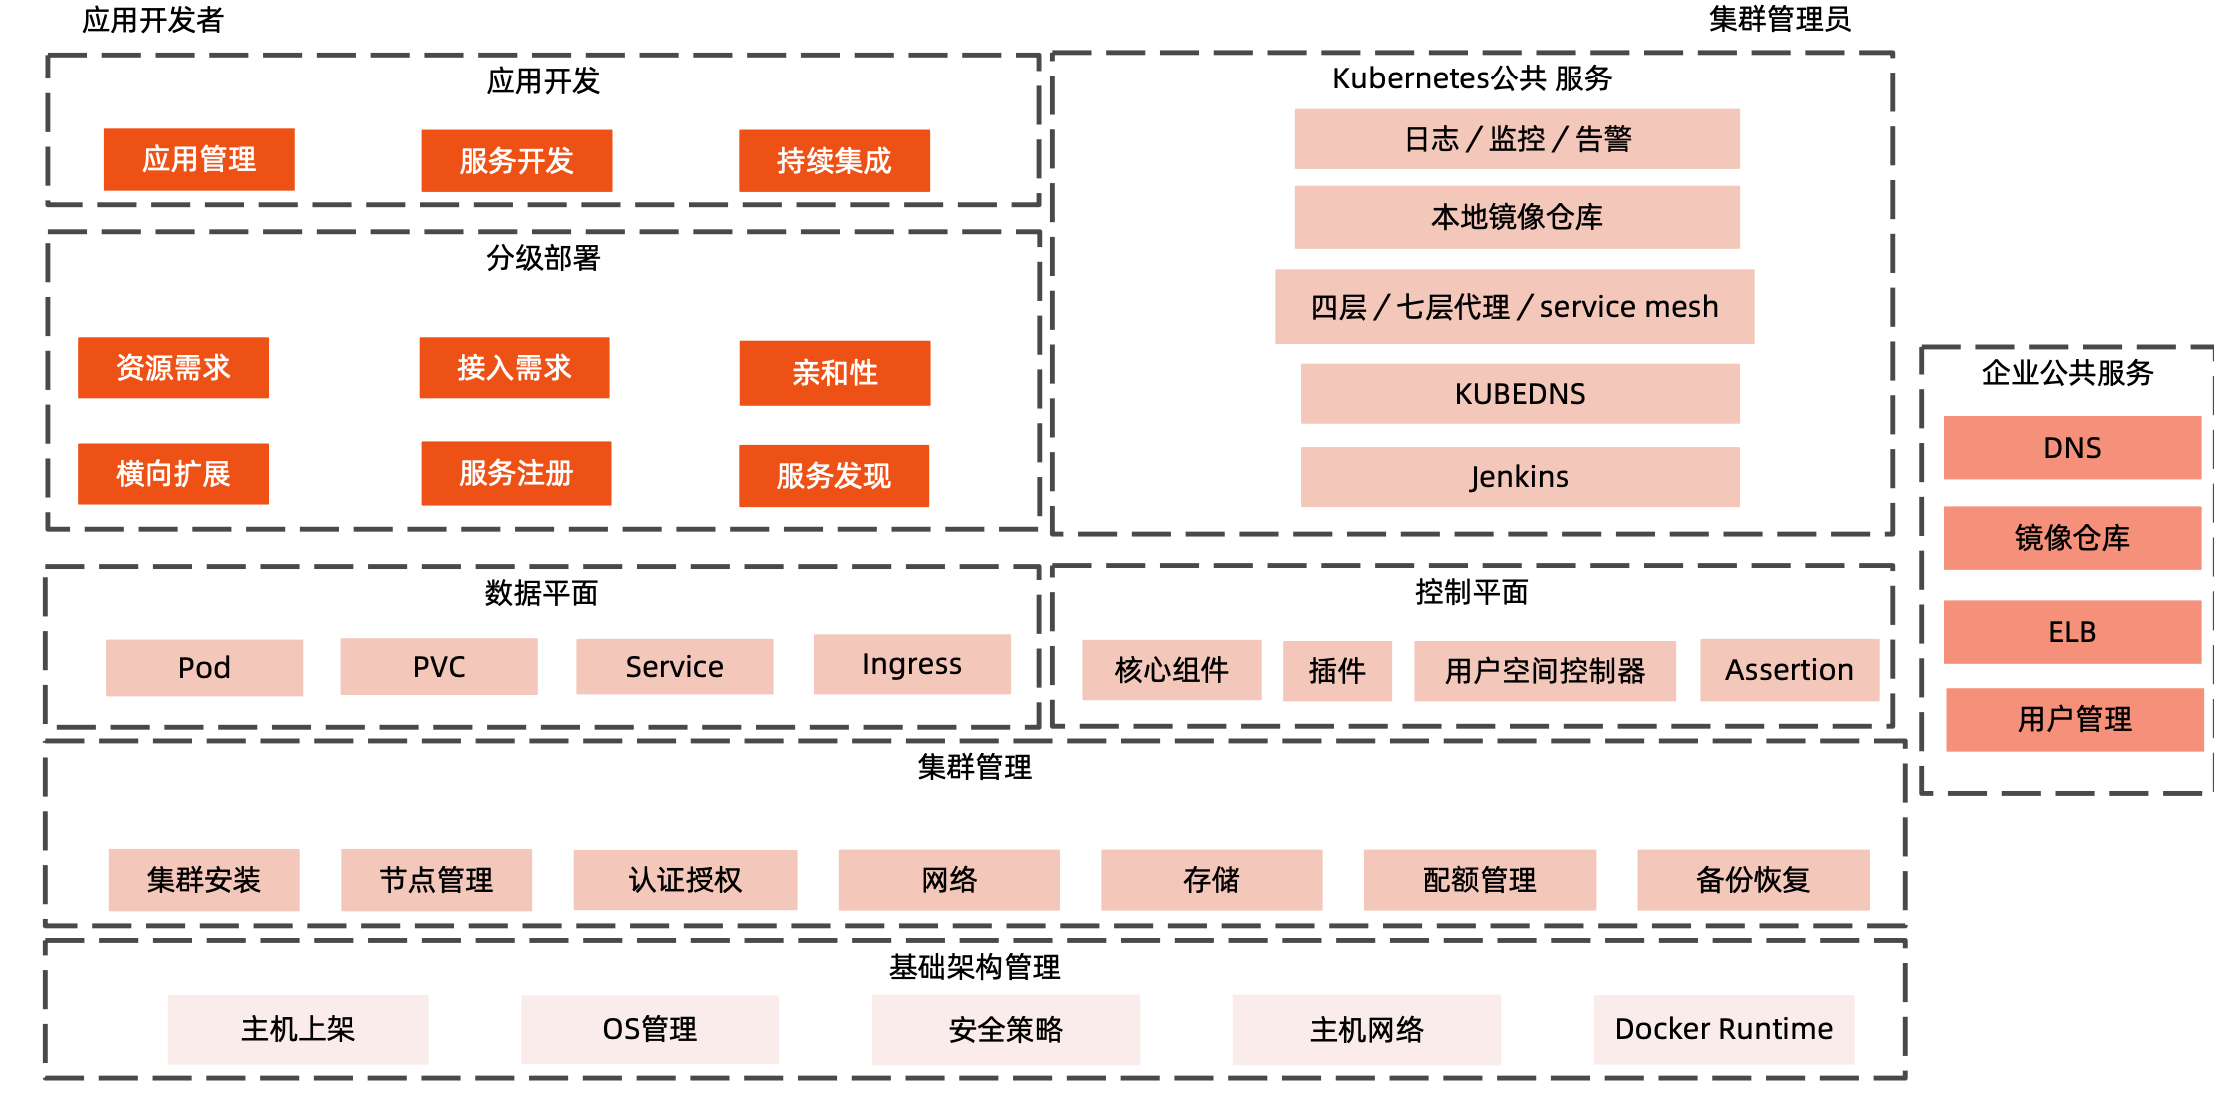 应用开发者
集群管理员
应用开发
应用管理
服务开发
持续集成
分级部署
资源需求
接入需求
亲和性
横向扩展
服务注册
服务发现
Kubernetes公共 服务
日志／监控／告警
本地镜像仓库
四层／七层代理／service mesh
KUBEDNS
Jenkins
企业公共服务
DNS
镜像仓库
ELB
用户管理
数据平面
Pod
PVC
Service
Ingress
控制平面
核心组件
插件
用户空间控制器
Assertion
集群管理
集群安装
节点管理
认证授权
网络
存储
配额管理
备份恢复
基础架构管理
主机上架
OS管理
安全策略
主机网络
Docker Runtime